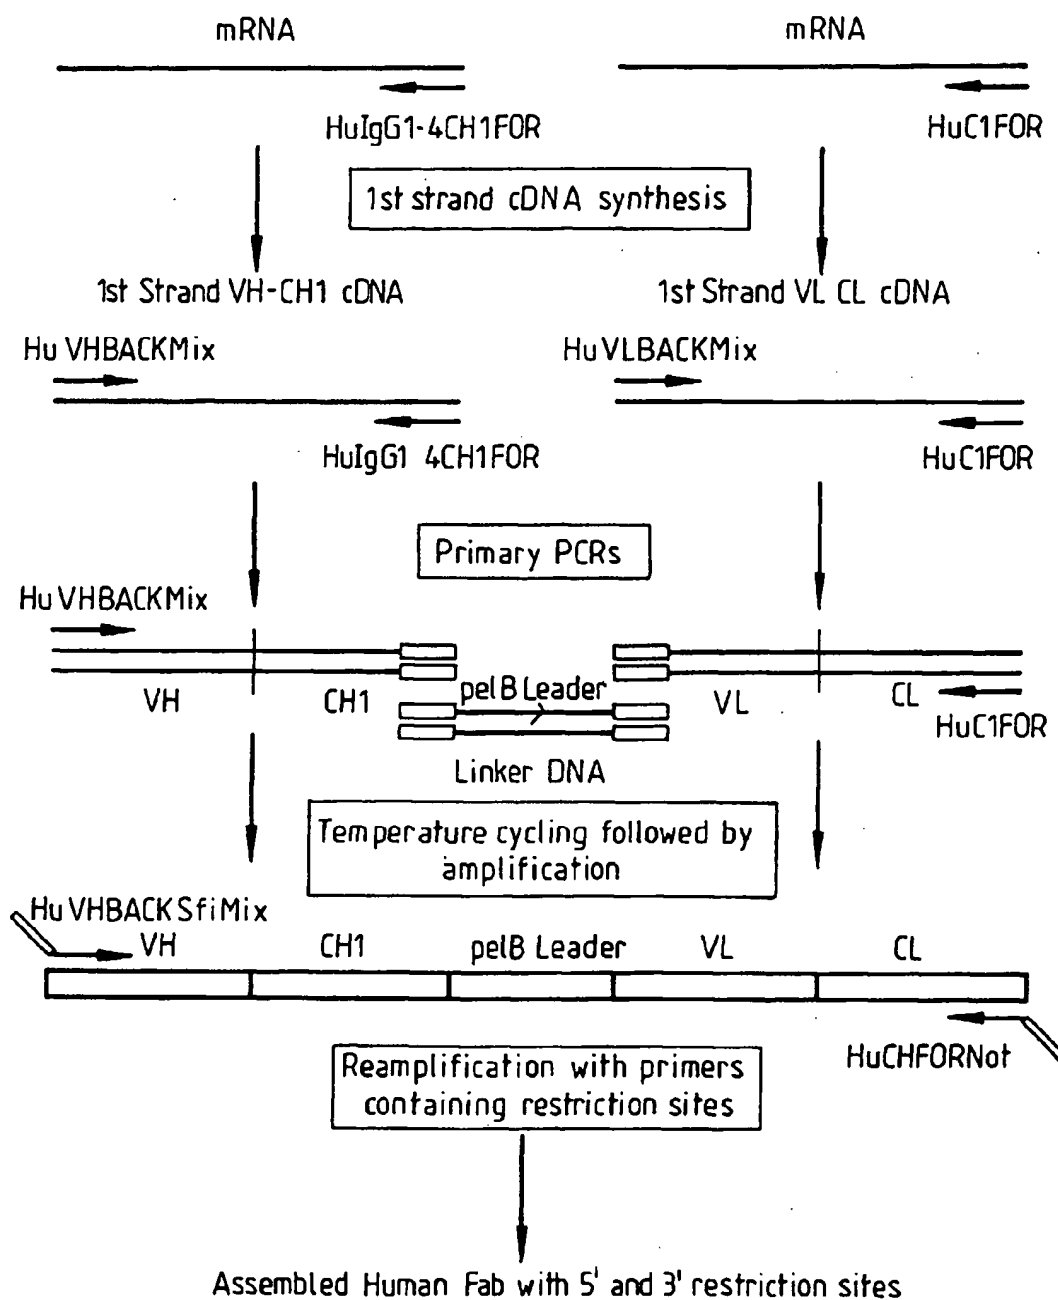 mRNA
mRNA
HuIgG1-4CH1FOR
HuC1FOR
1st strand cDNA synthesis
1st Strand VH-CH1 cDNA
1st Strand VL CL cDNA
Hu VHBACKMix
Hu VLBACKMix
HuIgG1 4CH1FOR
HuC1FOR
Primary PCRs
Hu VHBACKMix
VH
CH1
pelB Leader
VL
CL
HuC1FOR
Linker DNA
Temperature cycling followed by
amplification
Hu VHBACKSfiMix
VH
CH1
pelB Leader
VL
CL
HuCHFORNot
Reamplification with primers
containing restriction sites
Assembled Human Fab with 5' and 3' restriction sites